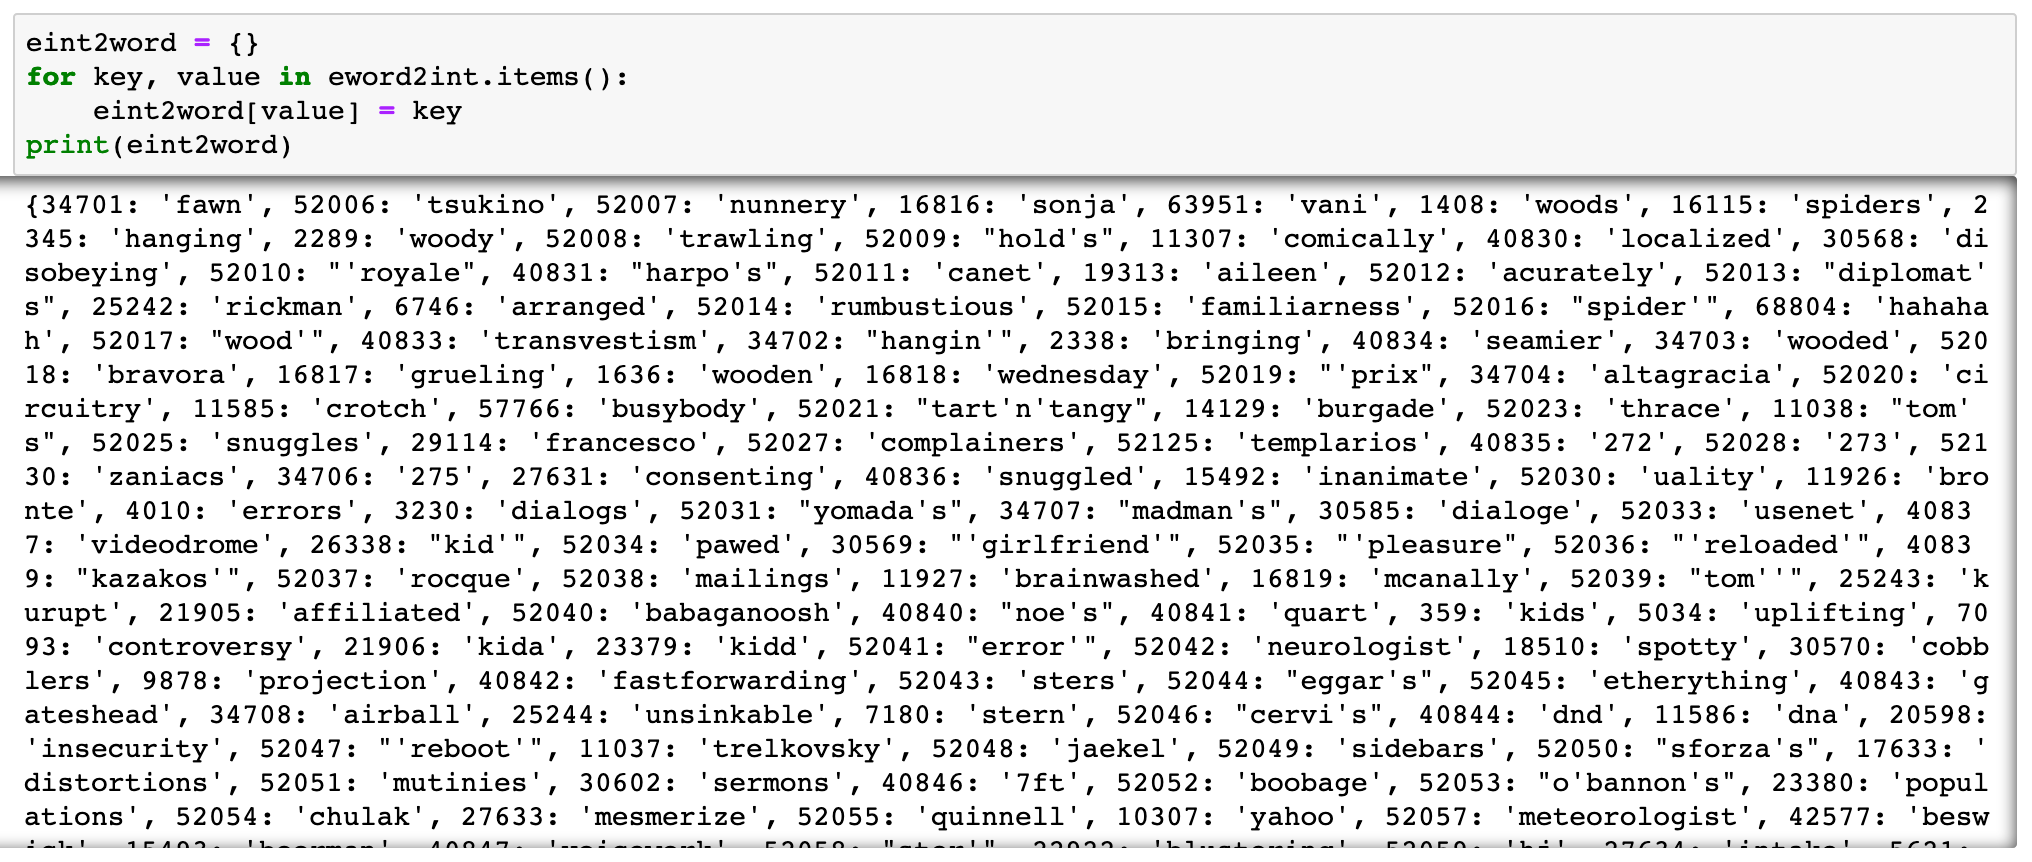 eint2word = {}
for key, value in eword2int.items():
    eint2word[value] = key
print(eint2word)
{34701: 'fawn', 52006: 'tsukino', 52007: 'nunnery', 16816: 'sonja', 63951: 'vani', 1408: 'woods', 16115: 'spiders', 2
345: 'hanging', 2289: 'woody', 52008: 'trawling', 52009: "hold's", 11307: 'comically', 40830: 'localized', 30568: 'di
sobeying', 52010: "'royale", 40831: "harpo's", 52011: 'canet', 19313: 'aileen', 52012: 'acurately', 52013: "diplomat'
s", 25242: 'rickman', 6746: 'arranged', 52014: 'rumbustious', 52015: 'familiarness', 52016: "spider'", 68804: 'hahaha
h', 52017: "wood'", 40833: 'transvestism', 34702: "hangin'", 2338: 'bringing', 40834: 'seamier', 34703: 'wooded', 520
18: 'bravora', 16817: 'grueling', 1636: 'wooden', 16818: 'wednesday', 52019: "'prix", 34704: 'altagracia', 52020: 'ci
rcuitry', 11585: 'crotch', 57766: 'busybody', 52021: "tart'n'tangy", 14129: 'burgade', 52023: 'thrace', 11038: "tom'
s", 52025: 'snuggles', 29114: 'francesco', 52027: 'complainers', 52125: 'templarios', 40835: '272', 52028: '273', 521
30: 'zaniacs', 34706: '275', 27631: 'consenting', 40836: 'snuggled', 15492: 'inanimate', 52030: 'uality', 11926: 'bro
nte', 4010: 'errors', 3230: 'dialogs', 52031: "yomada's", 34707: "madman's", 30585: 'dialoge', 52033: 'usenet', 4083
7: 'videodrome', 26338: "kid'", 52034: 'pawed', 30569: "'girlfriend'", 52035: "'pleasure", 52036: "'reloaded'", 4083
9: "kazakos'", 52037: 'rocque', 52038: 'mailings', 11927: 'brainwashed', 16819: 'mcanally', 52039: "tom''", 25243: 'k
urupt', 21905: 'affiliated', 52040: 'babaganoosh', 40840: "noe's", 40841: 'quart', 359: 'kids', 5034: 'uplifting', 70
93: 'controversy', 21906: 'kida', 23379: 'kidd', 52041: "error'", 52042: 'neurologist', 18510: 'spotty', 30570: 'cobb
lers', 9878: 'projection', 40842: 'fastforwarding', 52043: 'sters', 52044: "eggar's", 52045: 'etherything', 40843: 'g
ateshead', 34708: 'airball', 25244: 'unsinkable', 7180: 'stern', 52046: "cervi's", 40844: 'dnd', 11586: 'dna', 20598:
'insecurity', 52047: "'reboot'", 11037: 'trelkovsky', 52048: 'jaekel', 52049: 'sidebars', 52050: "sforza's", 17633: '
distortions', 52051: 'mutinies', 30602: 'sermons', 40846: '7ft', 52052: 'boobage', 52053: "o'bannon's", 23380: 'popul
ations', 52054: 'chulak', 27633: 'mesmerize', 52055: 'quinnell', 10307: 'yahoo', 52057: 'meteorologist', 42577: 'besw